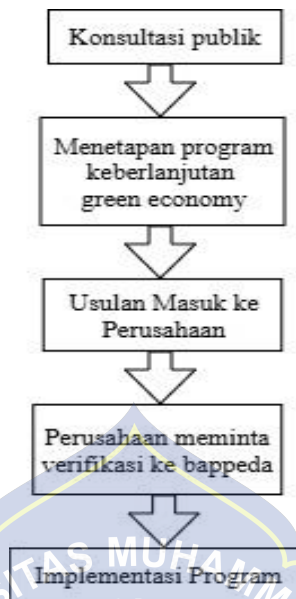 Konsultasi publik
Menetapan program
keberlanjutan
green economy
Usulan Masuk ke
Perusahaan
Perusahaan meminta
verifikasi ke bappeda
Implementasi Program